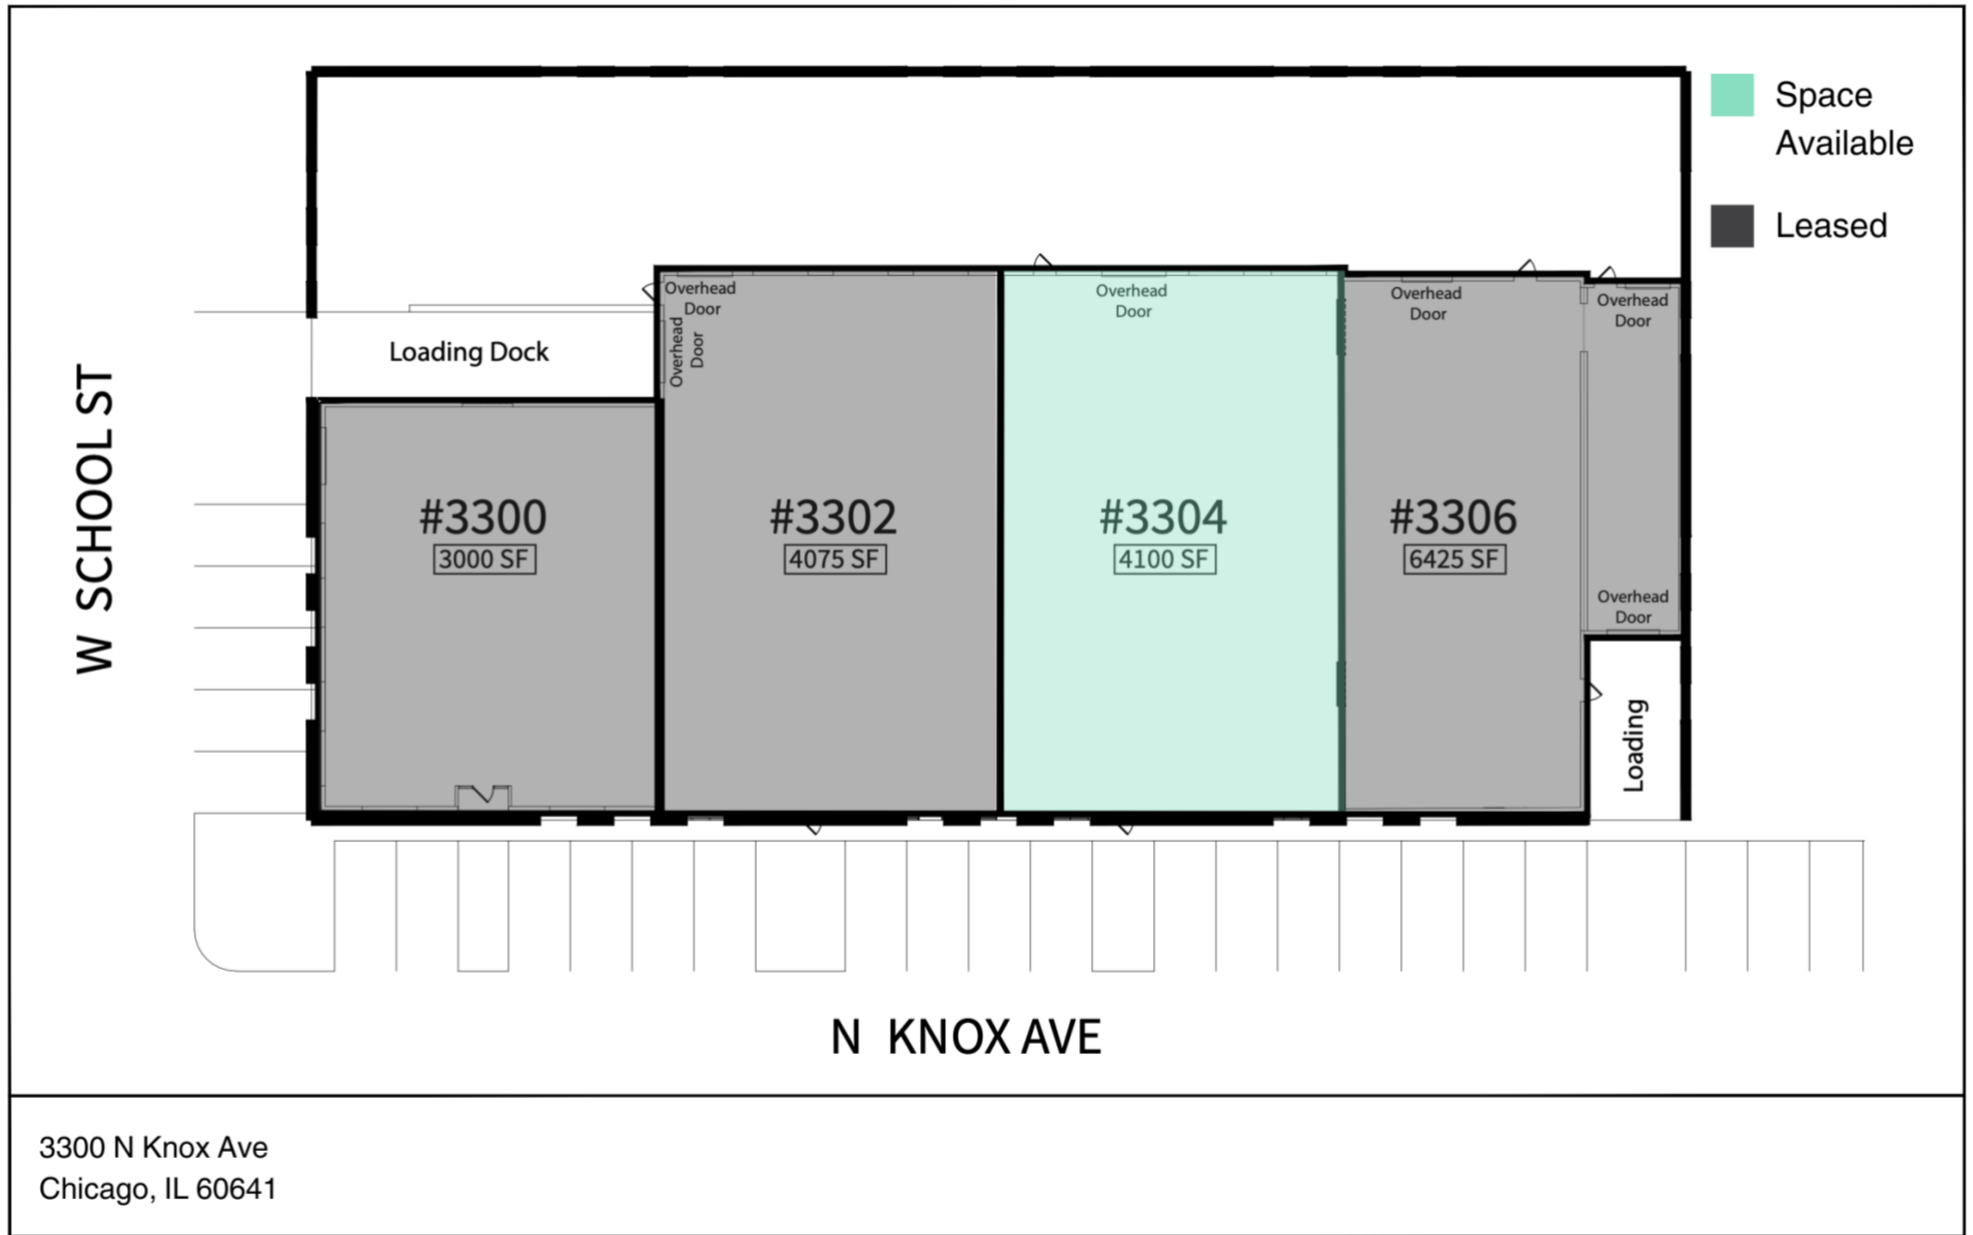 Space
Available
Leased
Overhead
Door
Overhead
Door
Overhead
Door
Overhead
Door
Overhead
Door
Loading Dock
W SCHOOL ST
#3300
3000 SF
#3302
4075 SF
#3304
4100 SF
#3306
6425 SF
Overhead
Door
Loading
N KNOX AVE
3300 N Knox Ave
Chicago, IL 60641